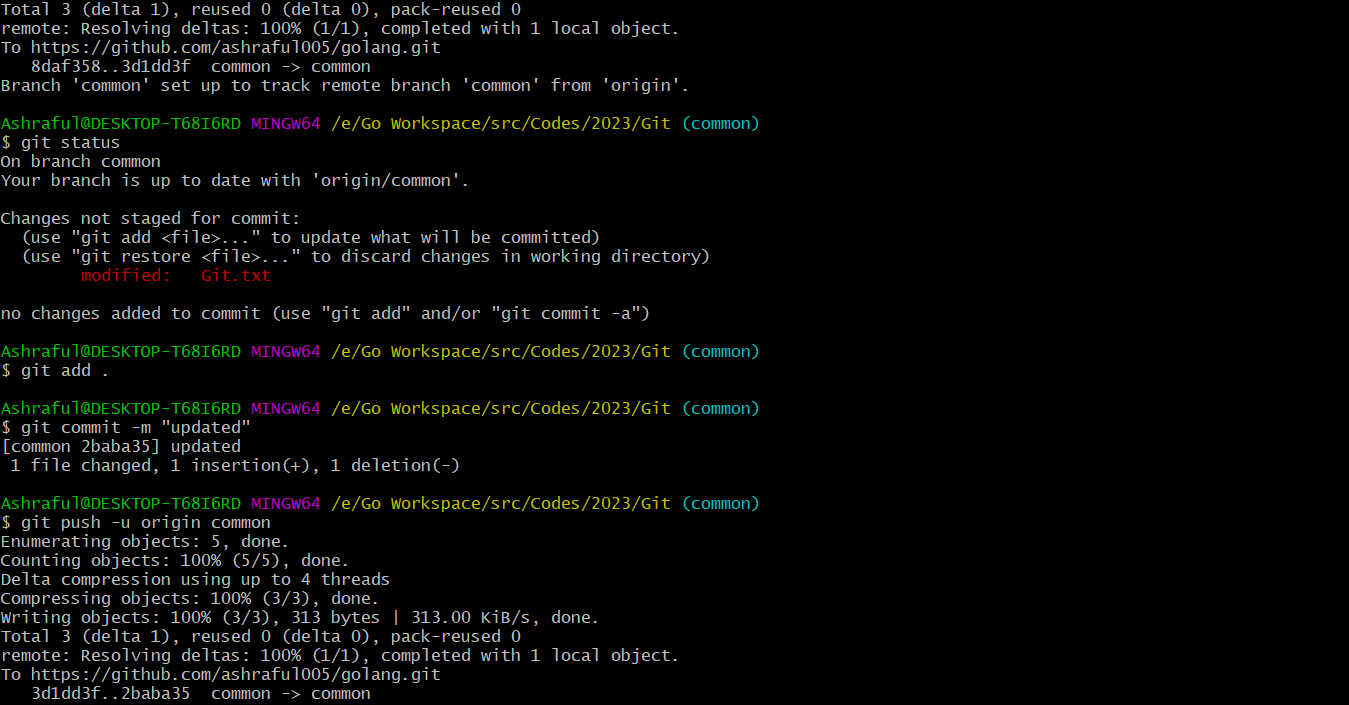 Total 3 (delta 1), reused 0 (delta 0), pack-reused 0
remote: Resolving deltas: 100% (1/1), completed with 1 local object.
To https://github.com/ashraful005/golang.git
   8daf358..3d1dd3f  common -> common
Branch 'common' set up to track remote branch 'common' from 'origin'.

Ashraful@DESKTOP-T68I6RD MINGW64 /e/Go Workspace/src/Codes/2023/Git (common)
$ git status
On branch common
Your branch is up to date with 'origin/common'.

Changes not staged for commit:
  (use "git add <file>..." to update what will be committed)
  (use "git restore <file>..." to discard changes in working directory)
        modified:   Git.txt

no changes added to commit (use "git add" and/or "git commit -a")

Ashraful@DESKTOP-T68I6RD MINGW64 /e/Go Workspace/src/Codes/2023/Git (common)
$ git add .

Ashraful@DESKTOP-T68I6RD MINGW64 /e/Go Workspace/src/Codes/2023/Git (common)
$ git commit -m "updated"
[common 2baba35] updated
 1 file changed, 1 insertion(+), 1 deletion(-)

Ashraful@DESKTOP-T68I6RD MINGW64 /e/Go Workspace/src/Codes/2023/Git (common)
$ git push -u origin common
Enumerating objects: 5, done.
Counting objects: 100% (5/5), done.
Delta compression using up to 4 threads
Compressing objects: 100% (3/3), done.
Writing objects: 100% (3/3), 313 bytes | 313.00 KiB/s, done.
Total 3 (delta 1), reused 0 (delta 0), pack-reused 0
remote: Resolving deltas: 100% (1/1), completed with 1 local object.
To https://github.com/ashraful005/golang.git
   3d1dd3f..2baba35  common -> common